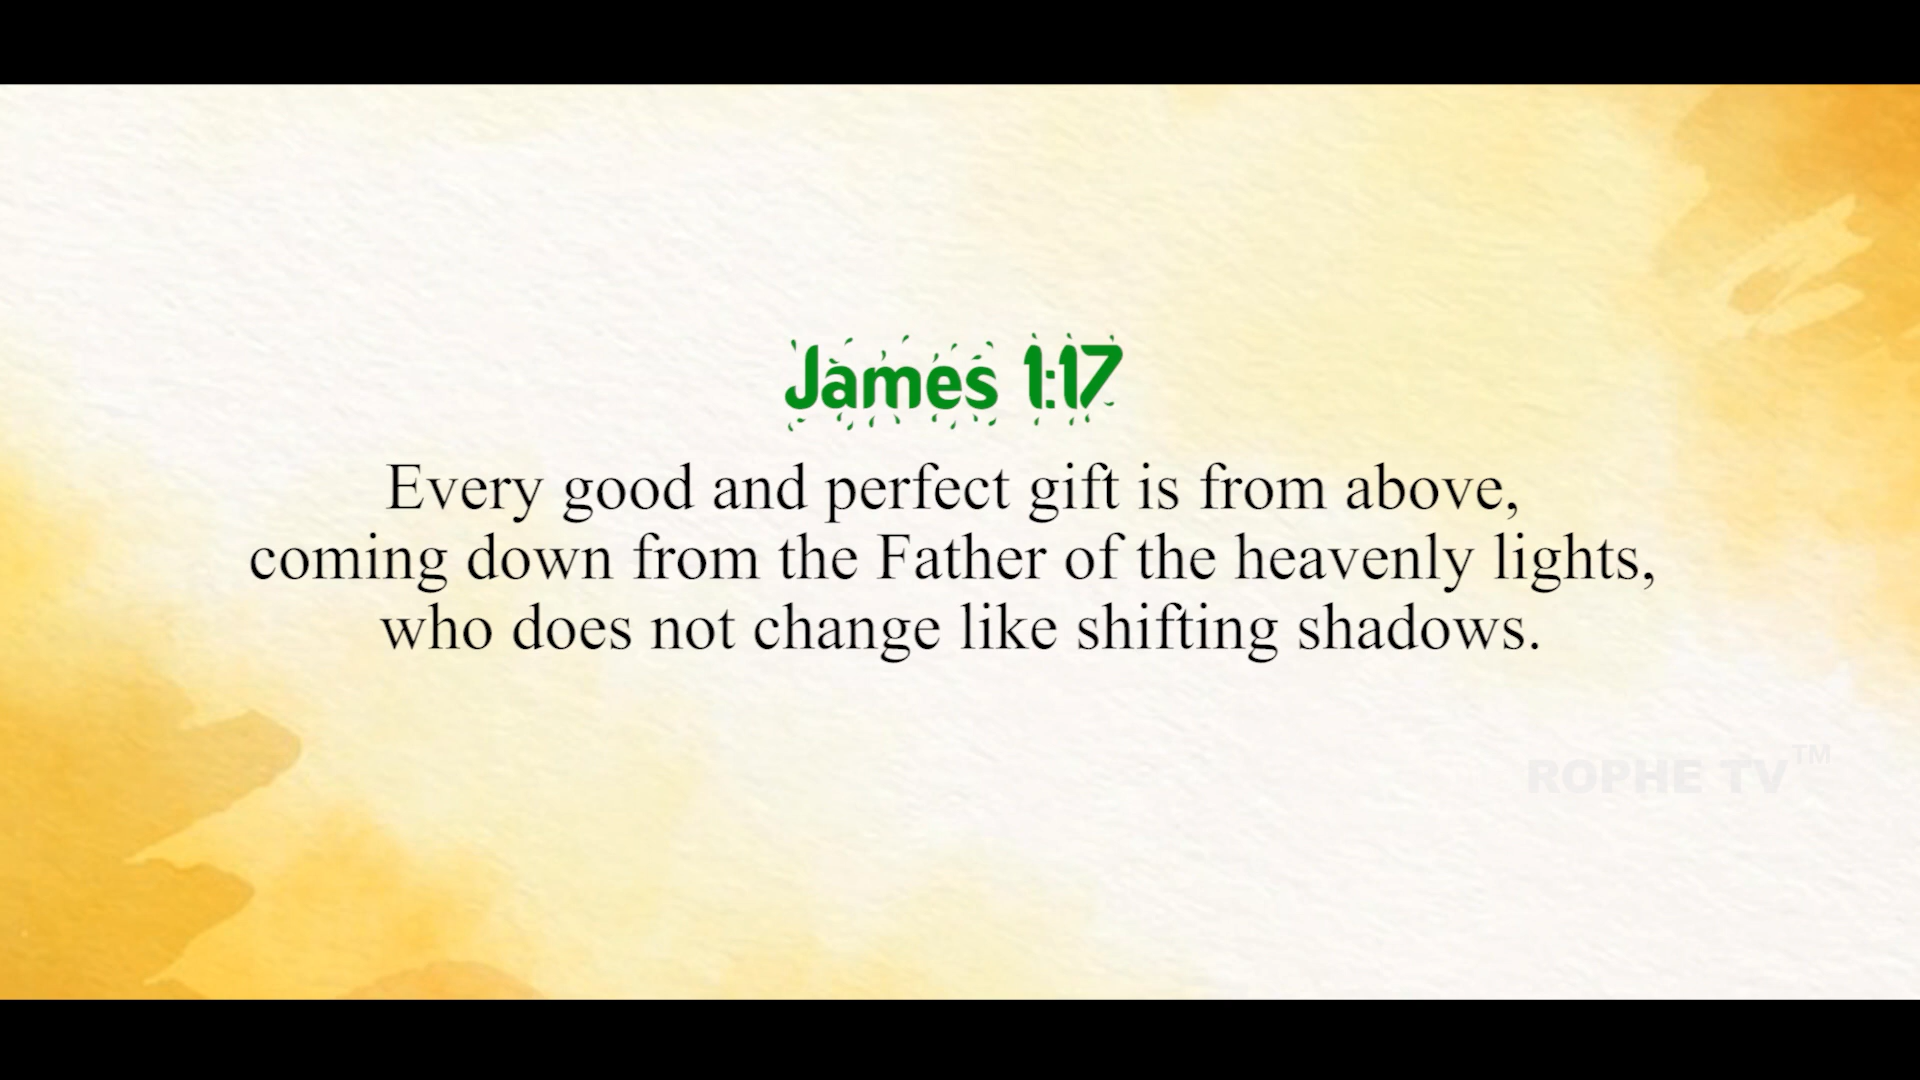 James 1:17
Every good and perfect gift is from above,
coming down from the Father of the heavenly lights,
who does not change like shifting shadows.
ROPHE TV™